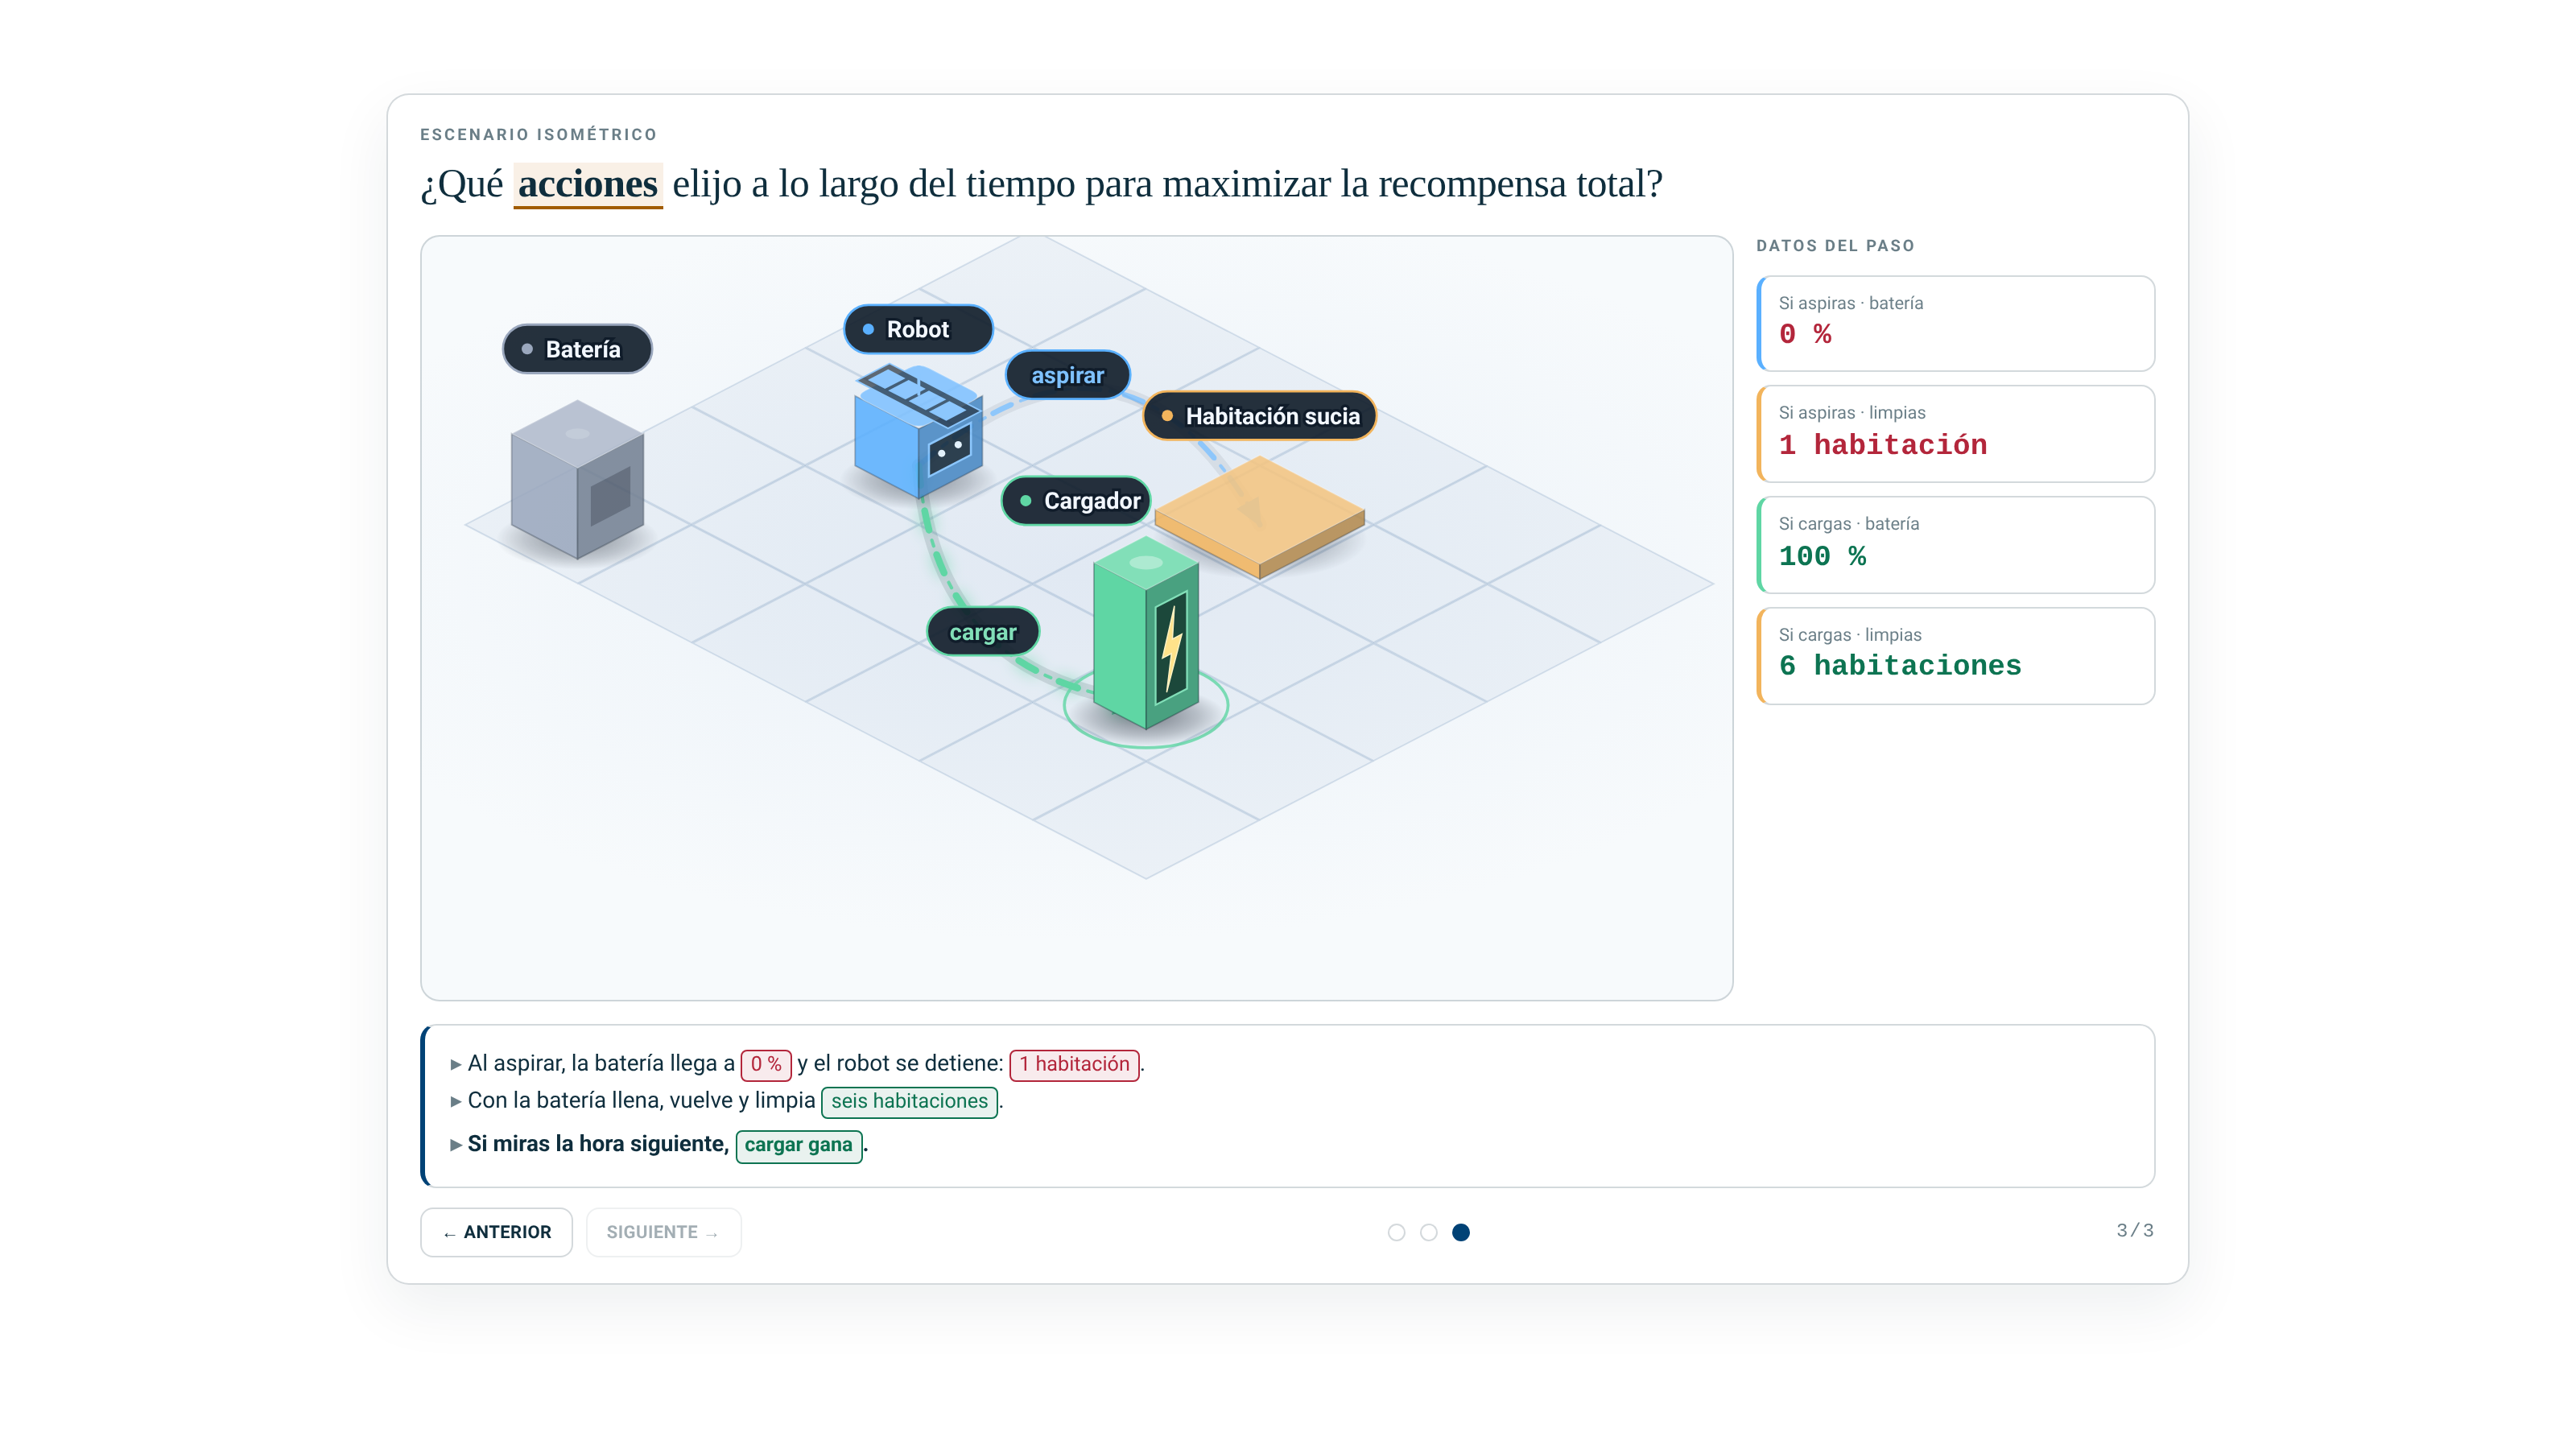 ESCENARIO ISOMÉTRICO
¿Qué acciones elijo a lo largo del tiempo para maximizar la recompensa total?
Batería
Robot
aspirar
Habitación sucia
Cargador
cargar
DATOS DEL PASO
Si aspiras · batería
0 %
Si aspiras · limpias
1 habitación
Si cargas · batería
100 %
Si cargas · limpias
6 habitaciones
▸ Al aspirar, la batería llega a 0 % y el robot se detiene: 1 habitación.
▸ Con la batería llena, vuelve y limpia seis habitaciones.
▸ Si miras la hora siguiente, cargar gana.
← ANTERIOR
SIGUIENTE →
3 / 3